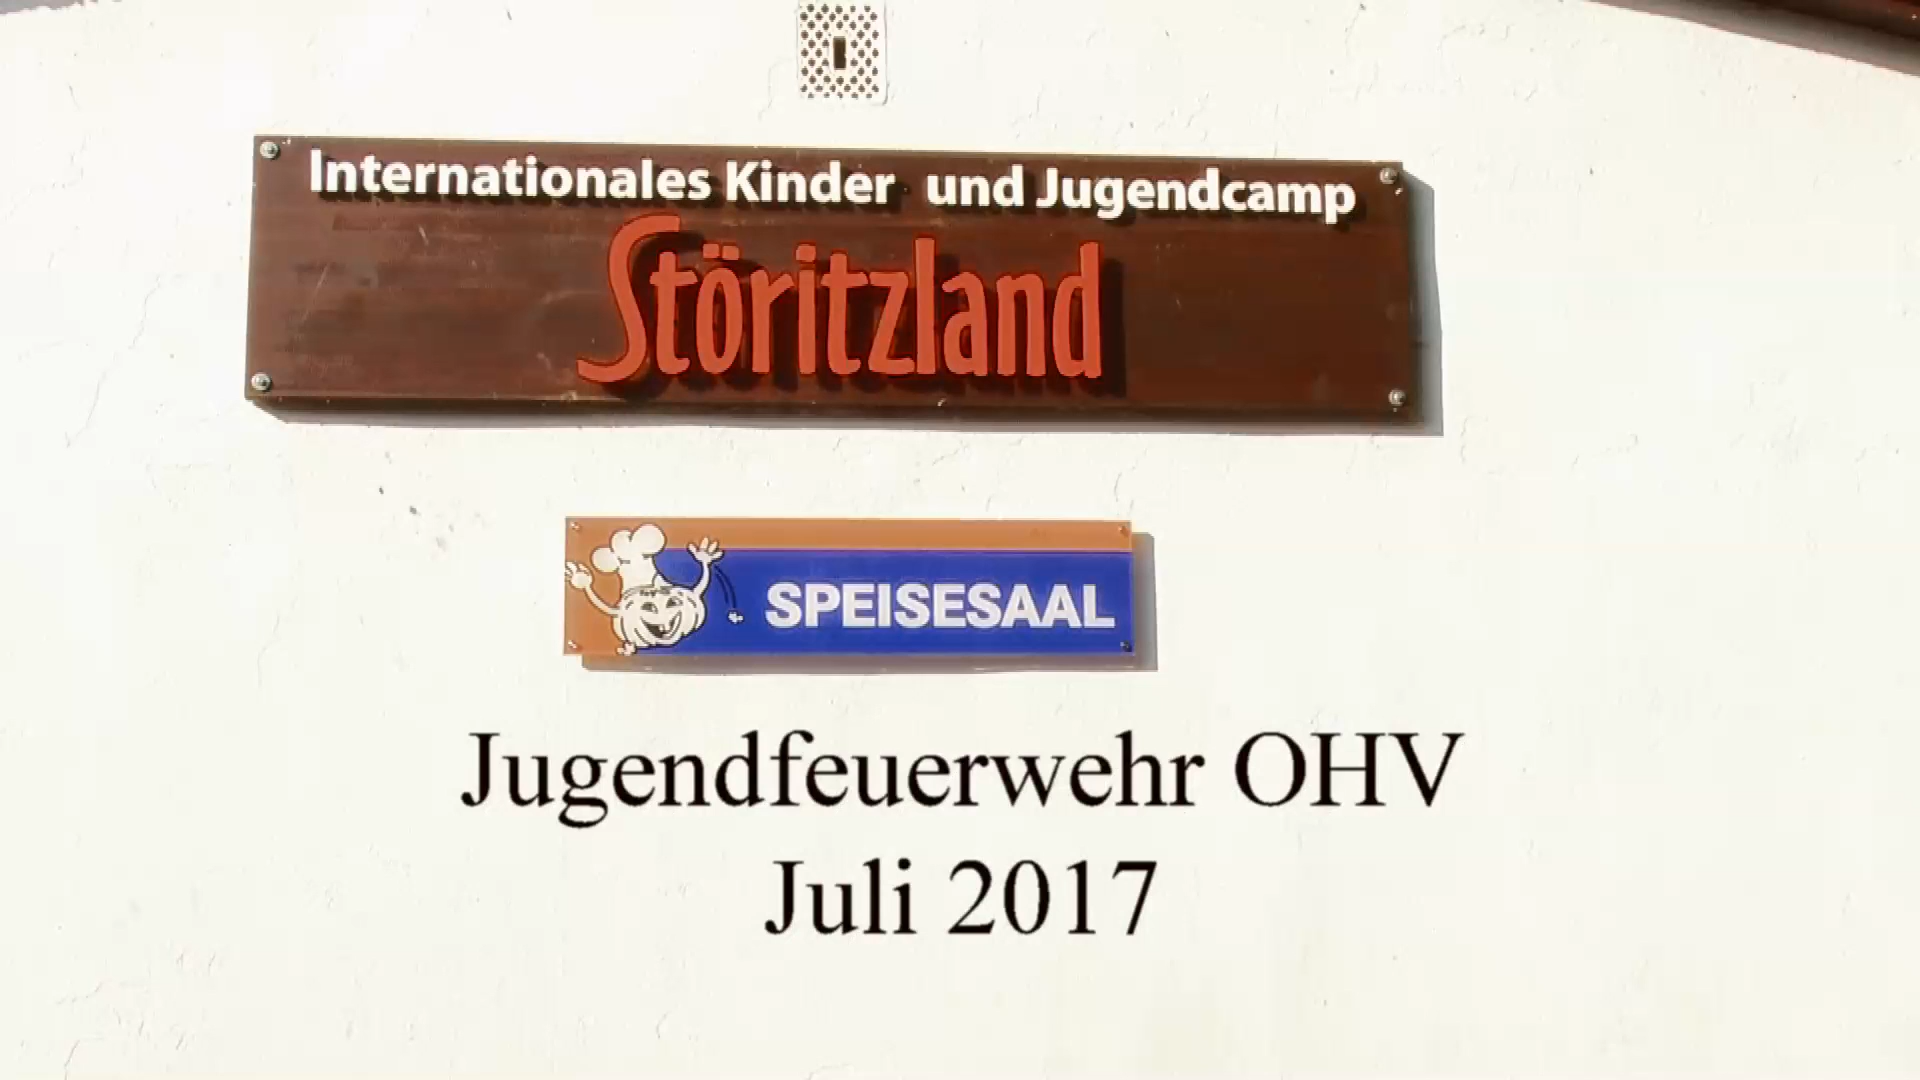 Internationales Kinder und Jugendcamp
Störitzland
SPEISESAAL
Jugendfeuerwehr OHV
Juli 2017